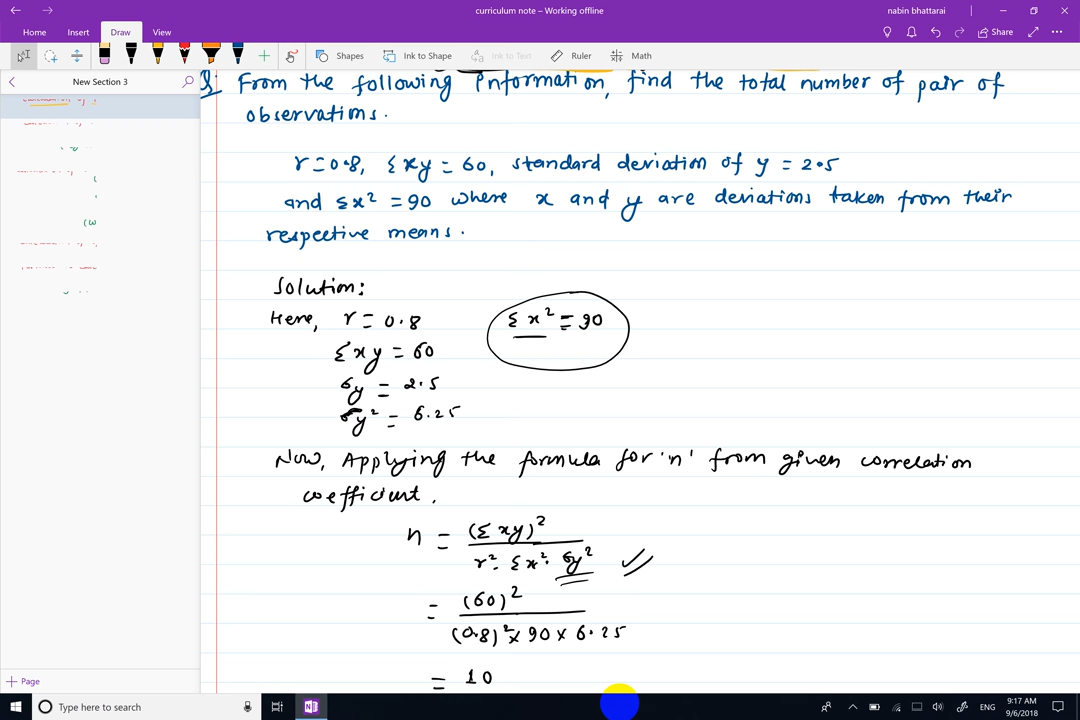 curriculum note – Working offline
nabin bhattarai
Home Insert Draw View
Share
Shapes Ink to Shape Ink to Text Ruler Math
New Section 3
Q. From the following Information, find the total number of pair of
observations.
r=0.8, Σxy = 60, standard deviation of y = 2.5
and Σx² = 90 where x and y are deviations taken from their
respective means.
Solution:
Here, r = 0.8 Σx² = 90
Σxy = 60
σy = 2.5
σy² = 6.25
Now, Applying the formula for 'n' from given correlation
coefficient,
n = (Σxy)² / r²· Σx²· σy²
= (60)² / (0.8)² × 90 × 6.25
= 10
+ Page
Type here to search
ENG
9:17 AM
9/6/2018